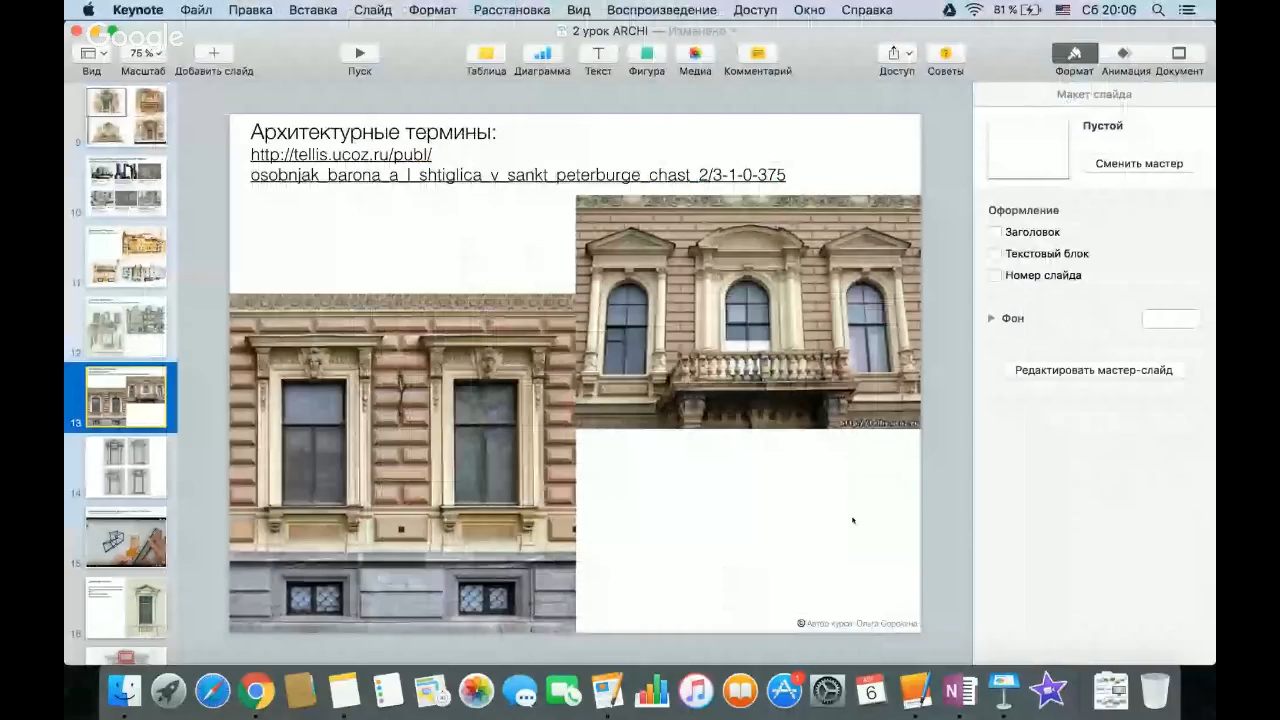 Keynote Файл Правка Вставка Слайд Формат Расстановка Вид Воспроизведение Доступ Окно Справка 81 % Сб 20:06
Google
2 урок ARCHI — Изменено
75 %
Вид Масштаб Добавить слайд Пуск Таблица Диаграмма Текст Фигура Медиа Комментарий Доступ Советы Формат Анимация Документ
Макет слайда
Пустой
Сменить мастер
Оформление
Заголовок
Текстовый блок
Номер слайда
Фон
Редактировать мастер-слайд
9
10
11
12
13
14
15
16
Архитектурные термины:
http://tellis.ucoz.ru/publ/
osobnjak_barona_a_l_shtiglica_v_sankt_peterburge_chast_2/3-1-0-375
© Автор курса Ольга Сорокина
6